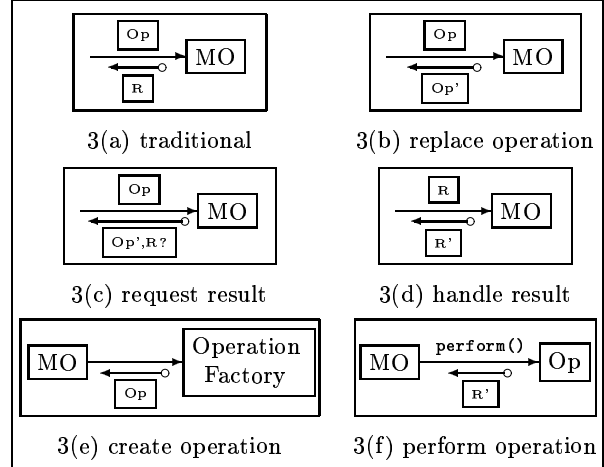 Op
MO
R
3(a) traditional
Op
MO
Op'
3(b) replace operation
Op
MO
Op',R?
3(c) request result
R
MO
R'
3(d) handle result
MO
Operation
Factory
Op
3(e) create operation
MO
perform()
Op
R'
3(f) perform operation